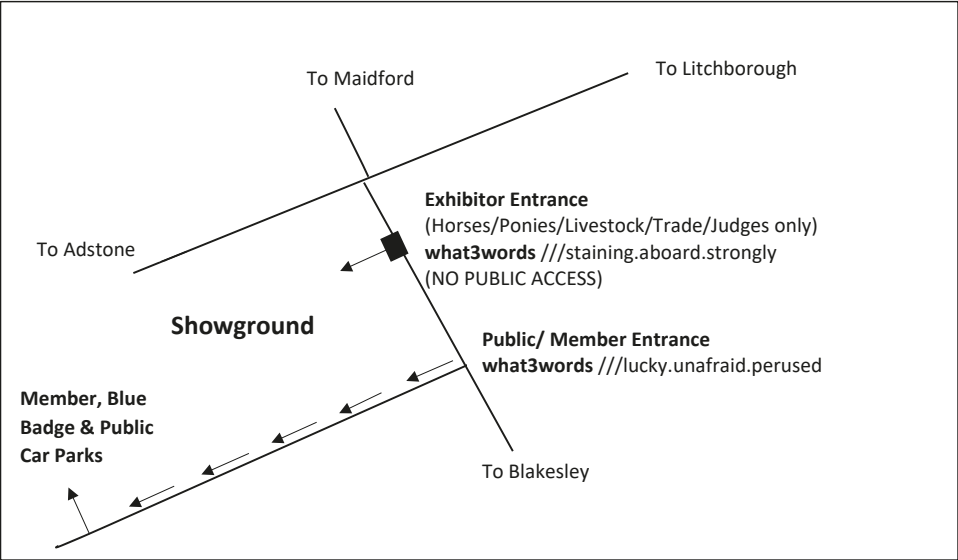 To Maidford
To Litchborough
Exhibitor Entrance
(Horses/Ponies/Livestock/Trade/Judges only)
what3words ///staining.aboard.strongly
(NO PUBLIC ACCESS)
To Adstone
Showground
Public/ Member Entrance
what3words ///lucky.unafraid.perused
Member, Blue
Badge & Public
Car Parks
To Blakesley